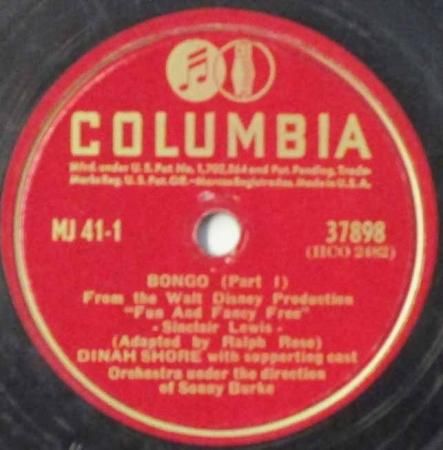 COLUMBIA
Mfrd. under U.S. Pat. No. 1,702,564 and Pat. Pending. Trade-
Marks Reg. U.S. Pat. Off.-Marcas Registradas. Made in U.S.A.
MJ 41-1
37898
(HCO 2482)
BONGO (Part 1)
From the Walt Disney Production
"Fun And Fancy Free"
- Sinclair Lewis -
(Adapted by Ralph Rose)
DINAH SHORE with supporting cast
Orchestra under the direction
of Sonny Burke